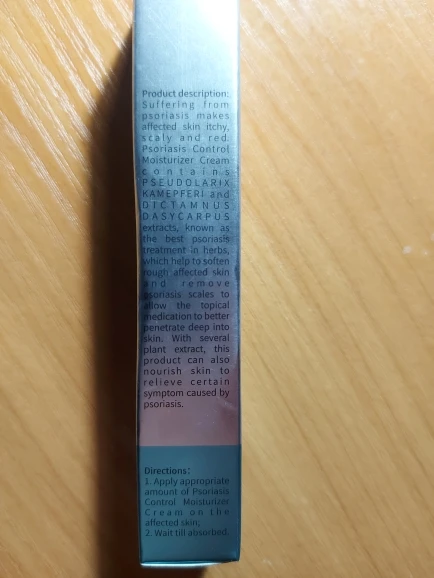 Product description:
Suffering from
psoriasis makes
affected skin itchy,
scaly and red.
Psoriasis Control
Moisturizer Cream
contains
PSEUDOLARIX
KAMEPFERI and
DICTAMNUS
DASYCARPUS
extracts, known as
the best psoriasis
treatment in herbs,
which help to soften
rough affected skin
and remove
psoriasis scales to
allow the topical
medication to better
penetrate deep into
skin. With several
plant extract, this
product can also
nourish skin to
relieve certain
symptom caused by
psoriasis.
Directions:
1. Apply appropriate
amount of Psoriasis
Control Moisturizer
Cream on the
affected skin,
2. Wait till absorbed.